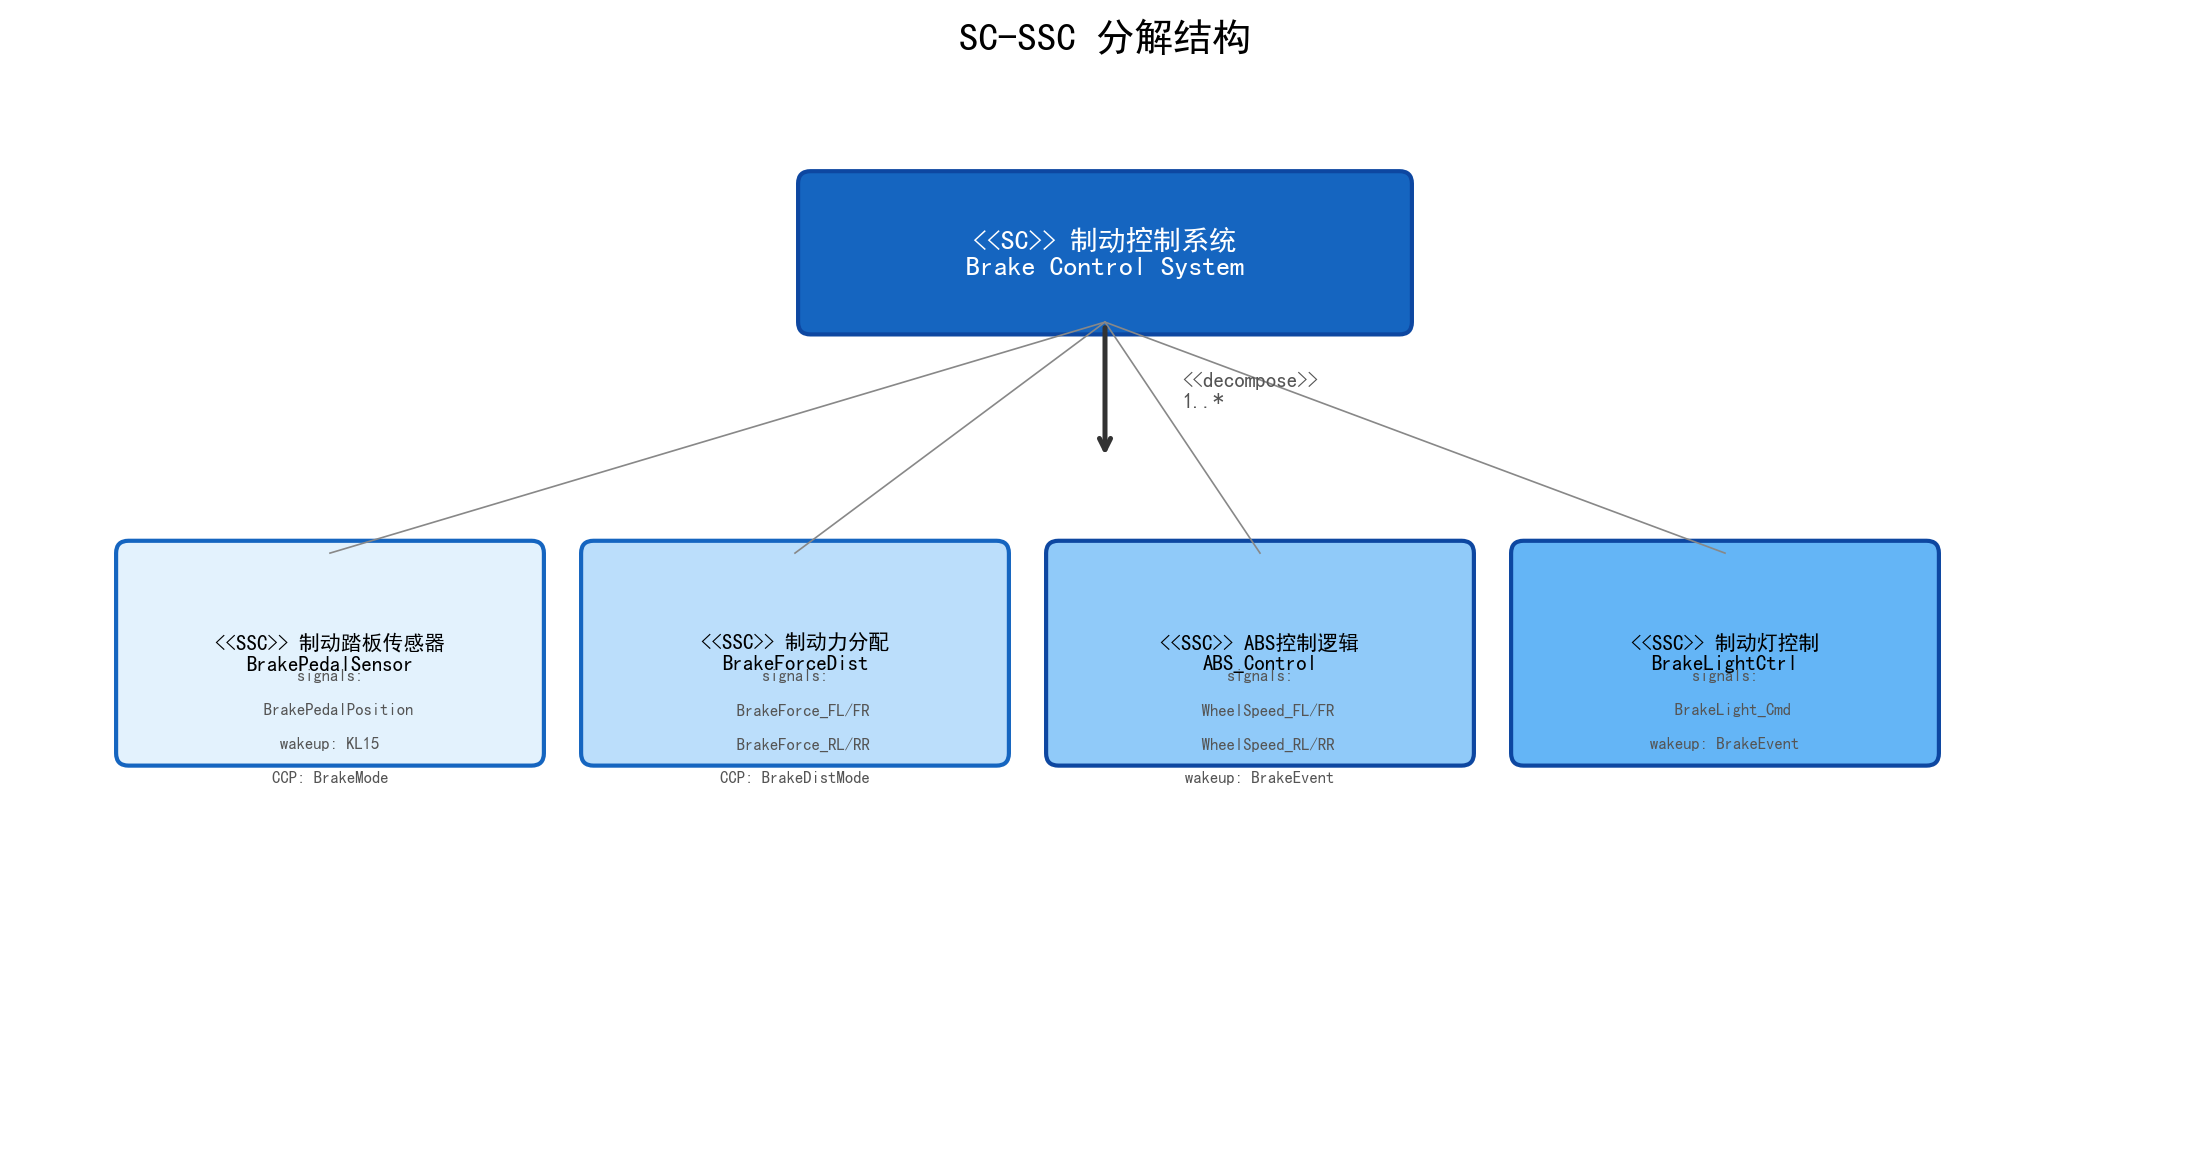 SC-SSC 分解结构
<<SC>> 制动控制系统
Brake Control System
<<decompose>>
1..*
<<SSC>> 制动踏板传感器
BrakePedalSensor
signals:
BrakePedalPosition
wakeup: KL15
CCP: BrakeMode
<<SSC>> 制动力分配
BrakeForceDist
signals:
BrakeForce_FL/FR
BrakeForce_RL/RR
CCP: BrakeDistMode
<<SSC>> ABS控制逻辑
ABS_Control
signals:
WheelSpeed_FL/FR
WheelSpeed_RL/RR
wakeup: BrakeEvent
<<SSC>> 制动灯控制
BrakeLightCtrl
signals:
BrakeLight_Cmd
wakeup: BrakeEvent